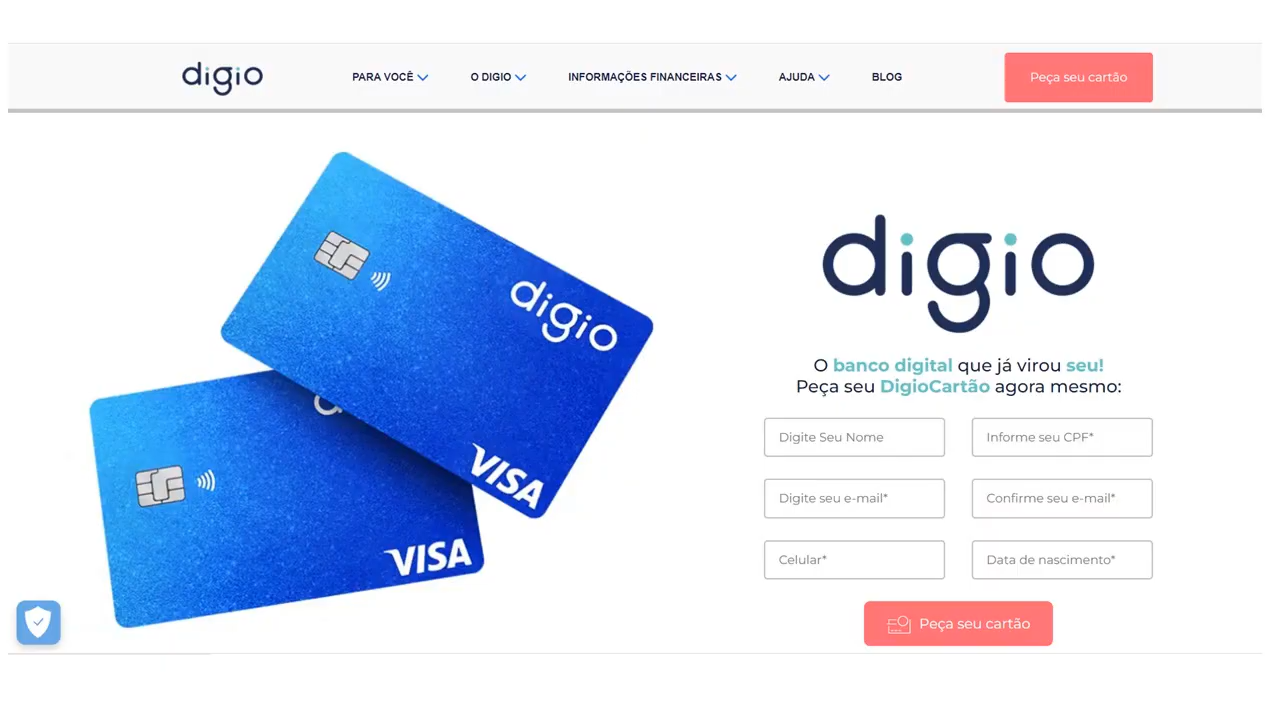 digio
PARA VOCÊ
O DIGIO
INFORMAÇÕES FINANCEIRAS
AJUDA
BLOG
Peça seu cartão
digio
VISA
VISA
digio
O banco digital que já virou seu!
Peça seu DigioCartão agora mesmo:
Digite Seu Nome
Informe seu CPF*
Digite seu e-mail*
Confirme seu e-mail*
Celular*
Data de nascimento*
Peça seu cartão